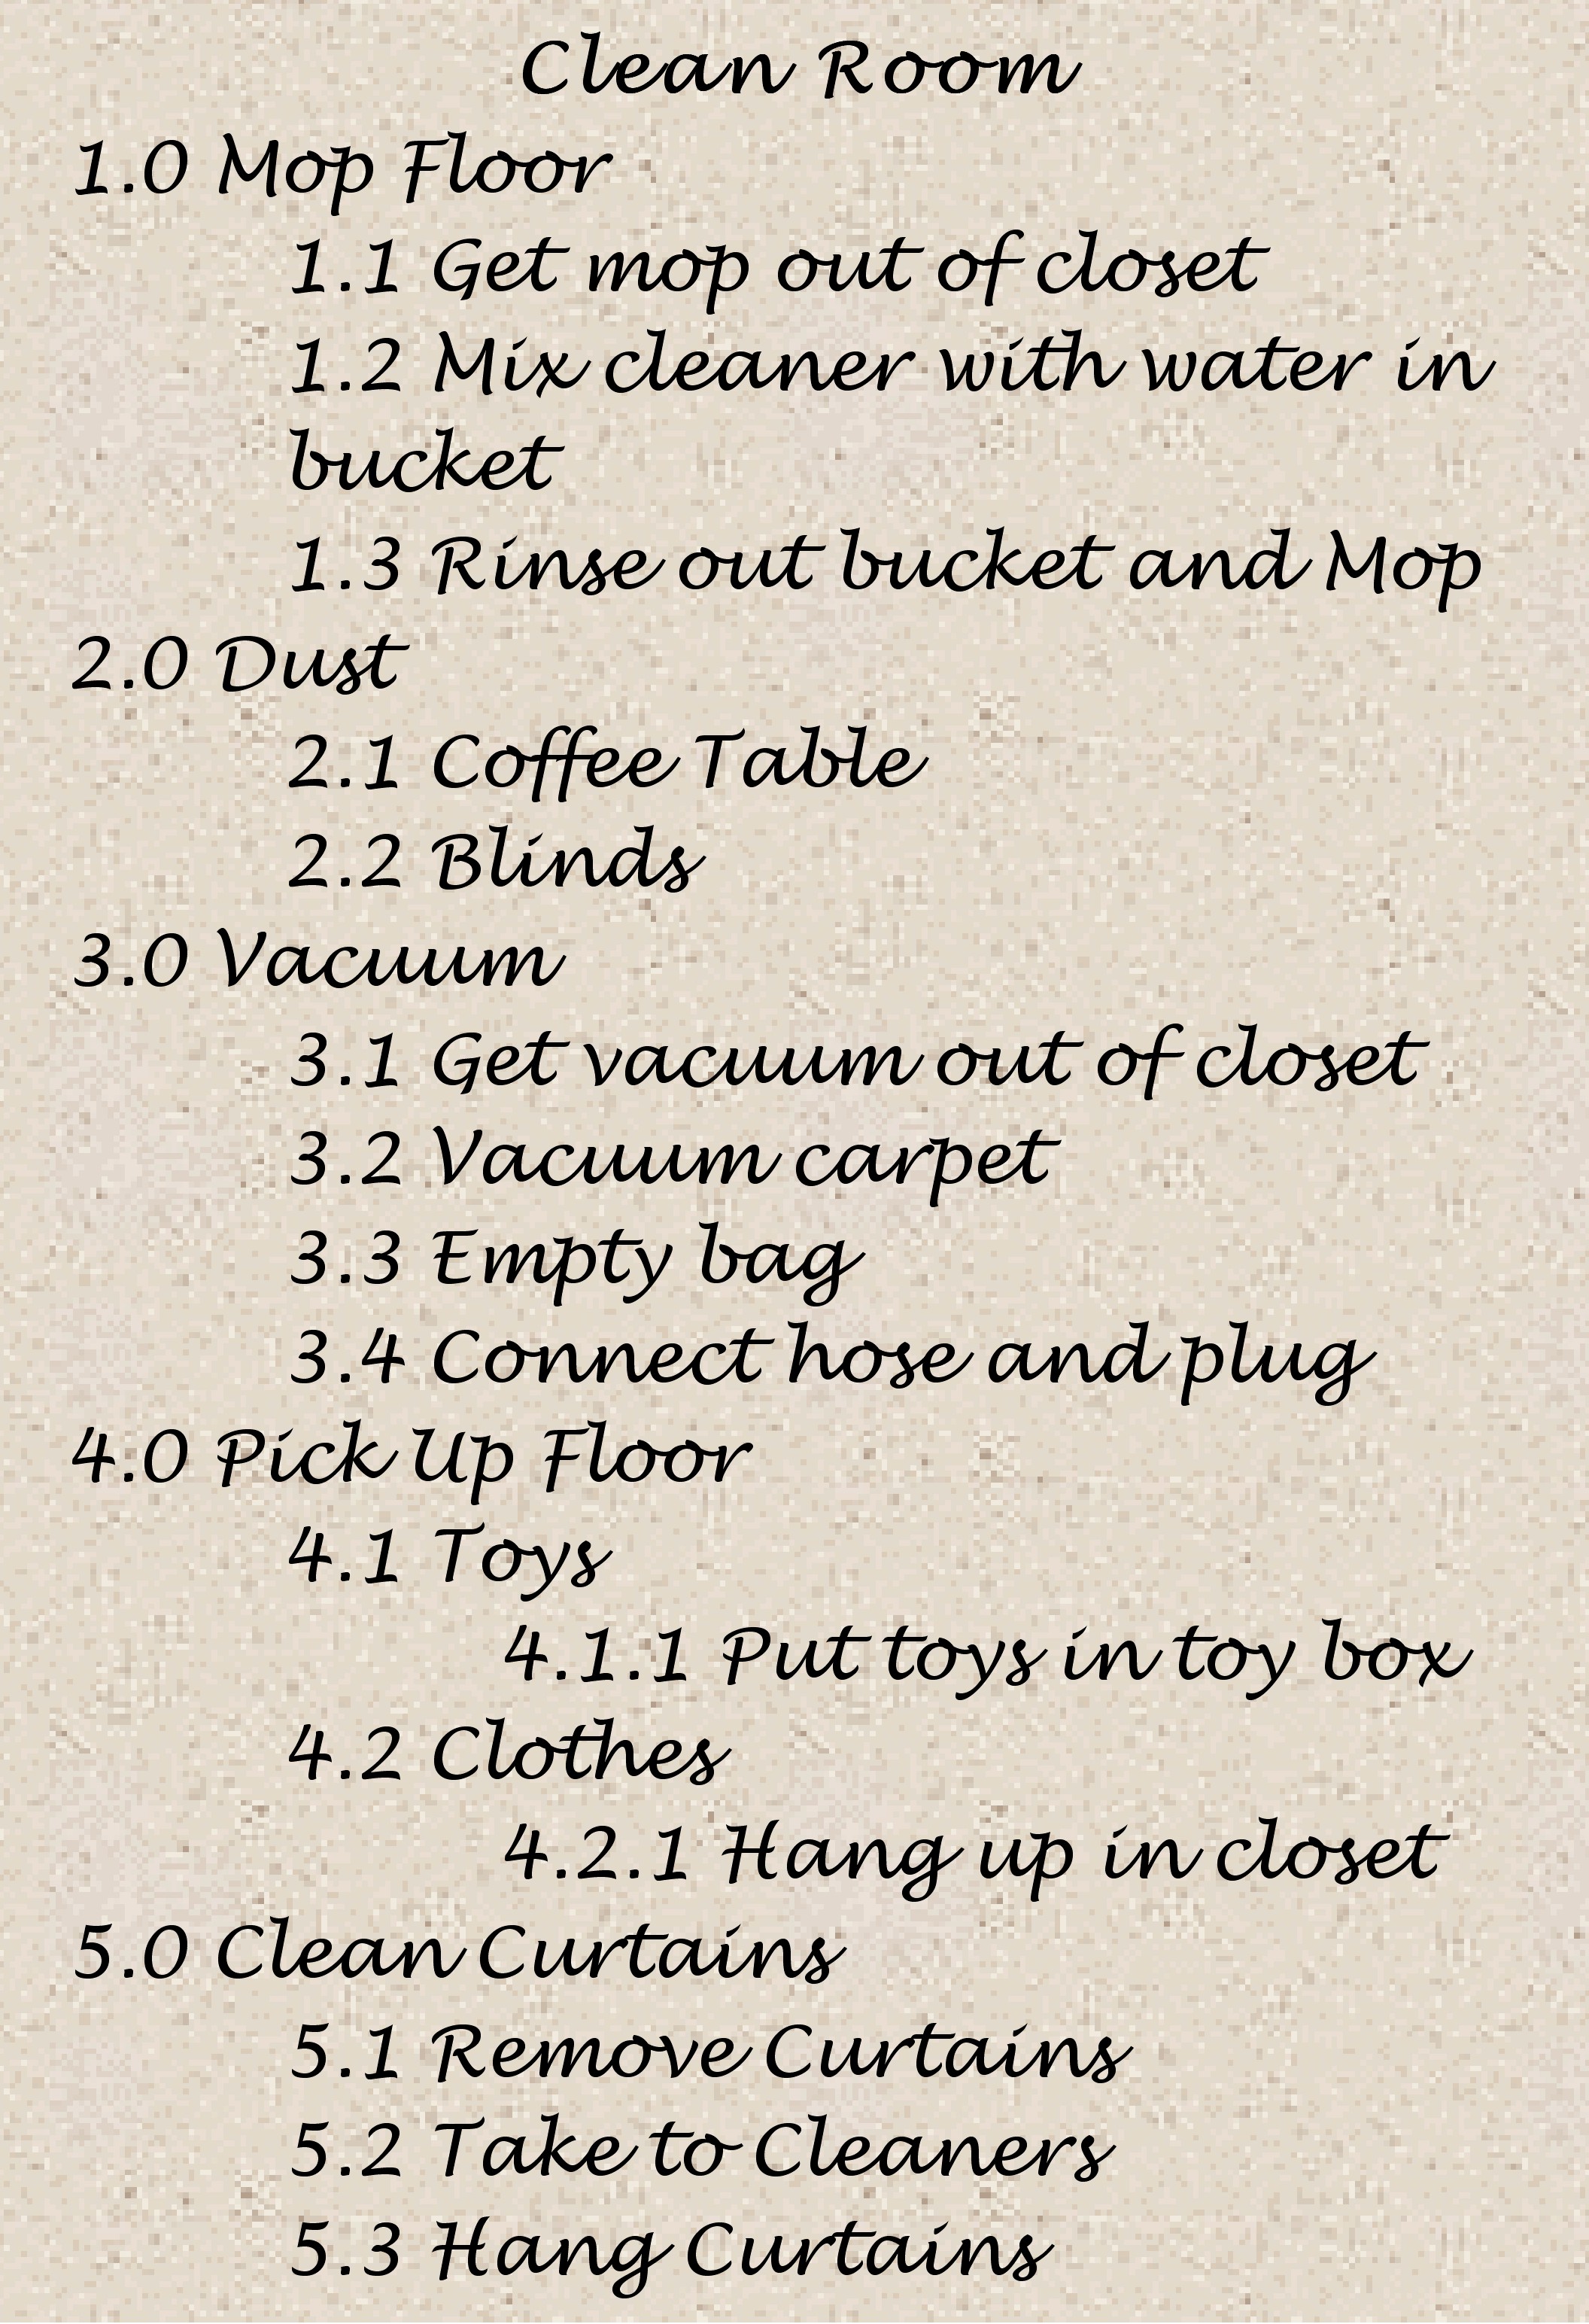 Clean Room
1.0 Mop Floor
1.1 Get mop out of closet
1.2 Mix cleaner with water in
bucket
1.3 Rinse out bucket and Mop
2.0 Dust
2.1 Coffee Table
2.2 Blinds
3.0 Vacuum
3.1 Get vacuum out of closet
3.2 Vacuum carpet
3.3 Empty bag
3.4 Connect hose and plug
4.0 Pick Up Floor
4.1 Toys
4.1.1 Put toys in toy box
4.2 Clothes
4.2.1 Hang up in closet
5.0 Clean Curtains
5.1 Remove Curtains
5.2 Take to Cleaners
5.3 Hang Curtains